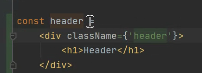 const header
<div className={'header'}>
<h1>Header</h1>
</div>